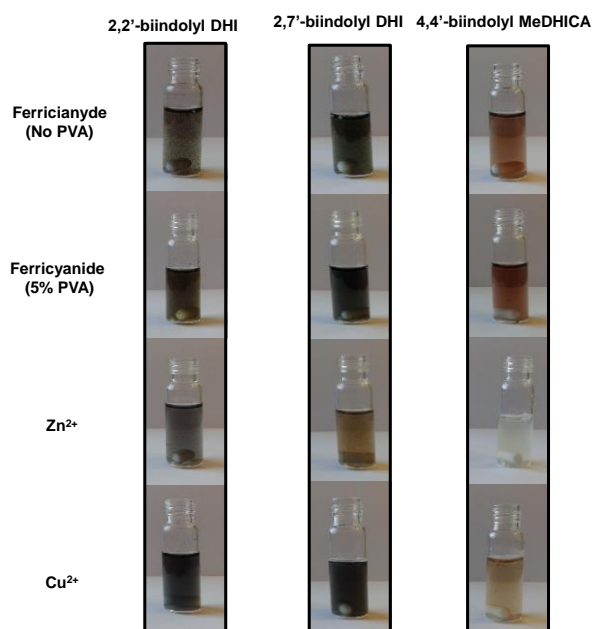 2,2'-biindolyl DHI
2,7'-biindolyl DHI
4,4'-biindolyl MeDHICA
Ferricianyde
(No PVA)
Ferricyanide
(5% PVA)
Zn²⁺
Cu²⁺